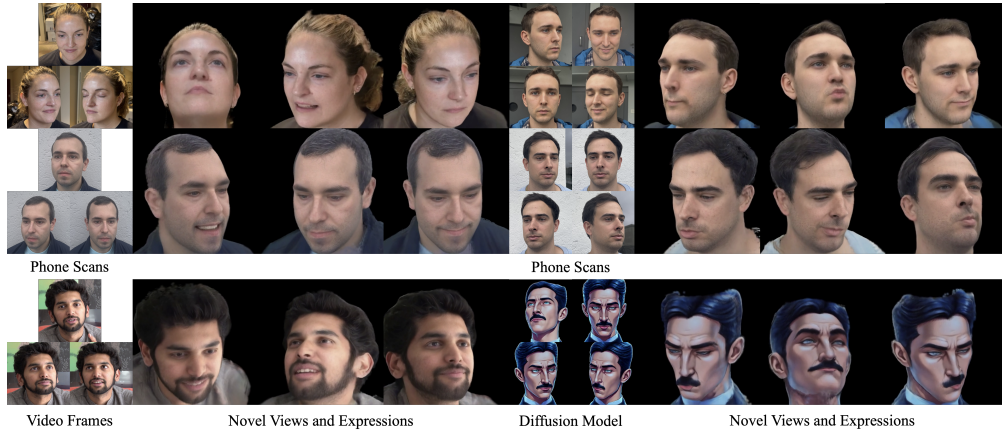 Phone Scans
Phone Scans
Video Frames
Novel Views and Expressions
Diffusion Model
Novel Views and Expressions